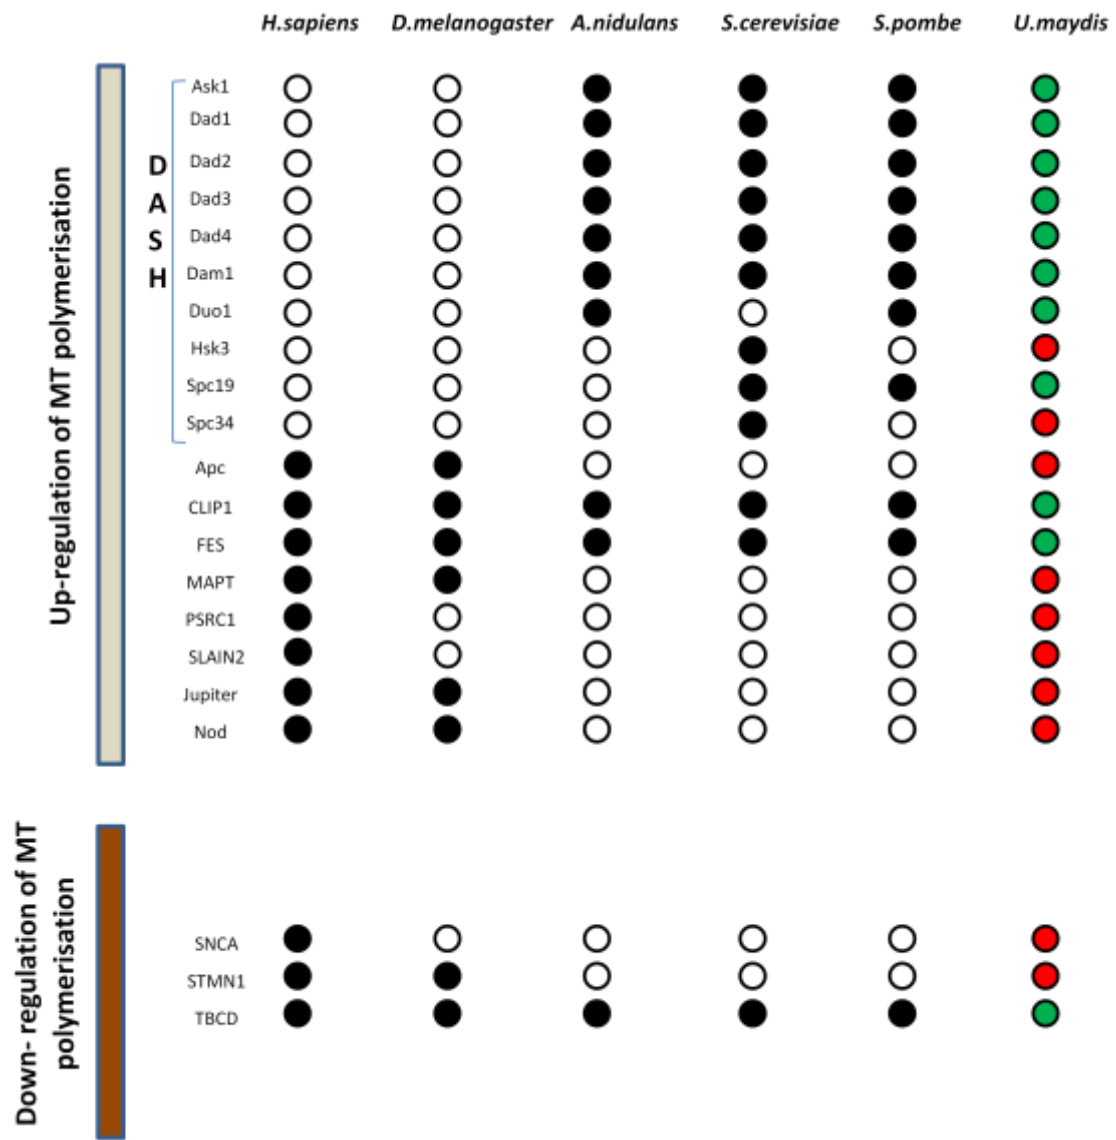 H.sapiens D.melanogaster A.nidulans S.cerevisiae S.pombe U.maydis
Up-regulation of MT polymerisation
D
A
S
H
Ask1
Dad1
Dad2
Dad3
Dad4
Dam1
Duo1
Hsk3
Spc19
Spc34
Apc
CLIP1
FES
MAPT
PSRC1
SLAIN2
Jupiter
Nod
Down- regulation of MT
polymerisation
SNCA
STMN1
TBCD